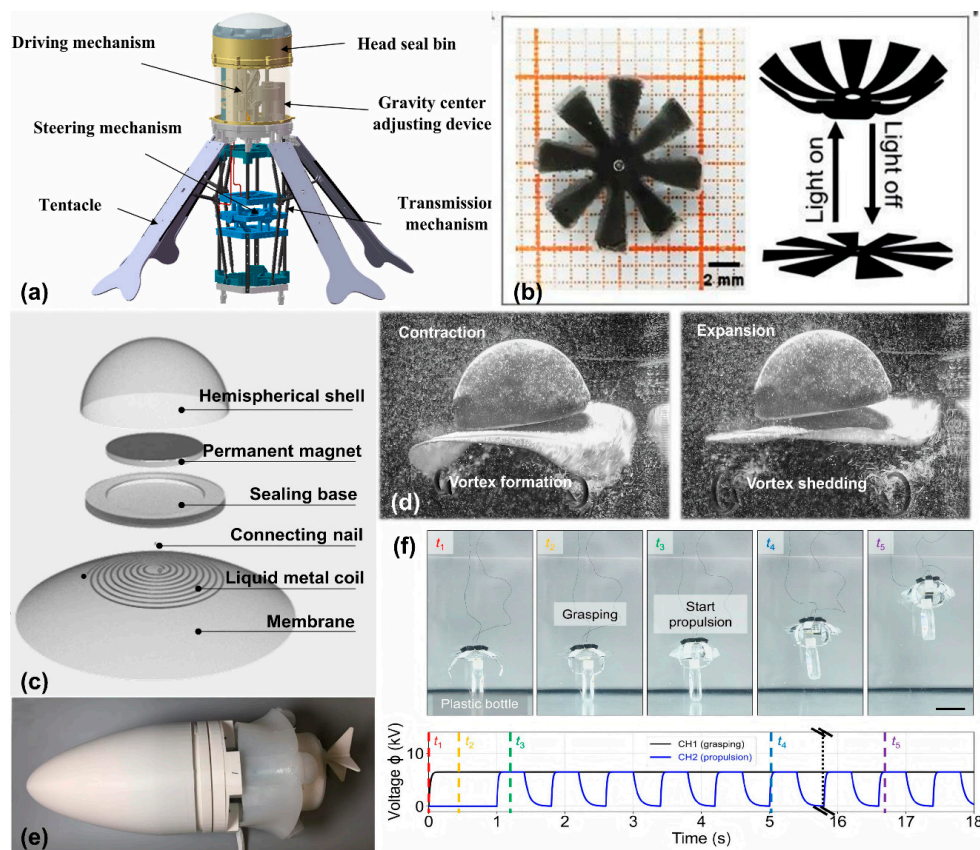 (a)
Driving mechanism
Head seal bin
Gravity center
adjusting device
Steering mechanism
Tentacle
Transmission
mechanism
(b)
2 mm
Light on
Light off
(c)
Hemispherical shell
Permanent magnet
Sealing base
Connecting nail
Liquid metal coil
Membrane
(d)
Contraction
Vortex formation
Expansion
Vortex shedding
(e)
(f)
t1
t2
t3
t4
t5
Grasping
Start
propulsion
Plastic bottle
Voltage ϕ (kV)
10
0
t1
t2
t3
t4
t5
CH1 (grasping)
CH2 (propulsion)
0 1 2 3 4 5 16 17 18
Time (s)